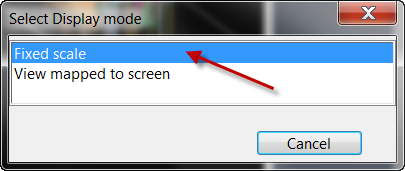 Select Display mode
Fixed scale
View mapped to screen
Cancel